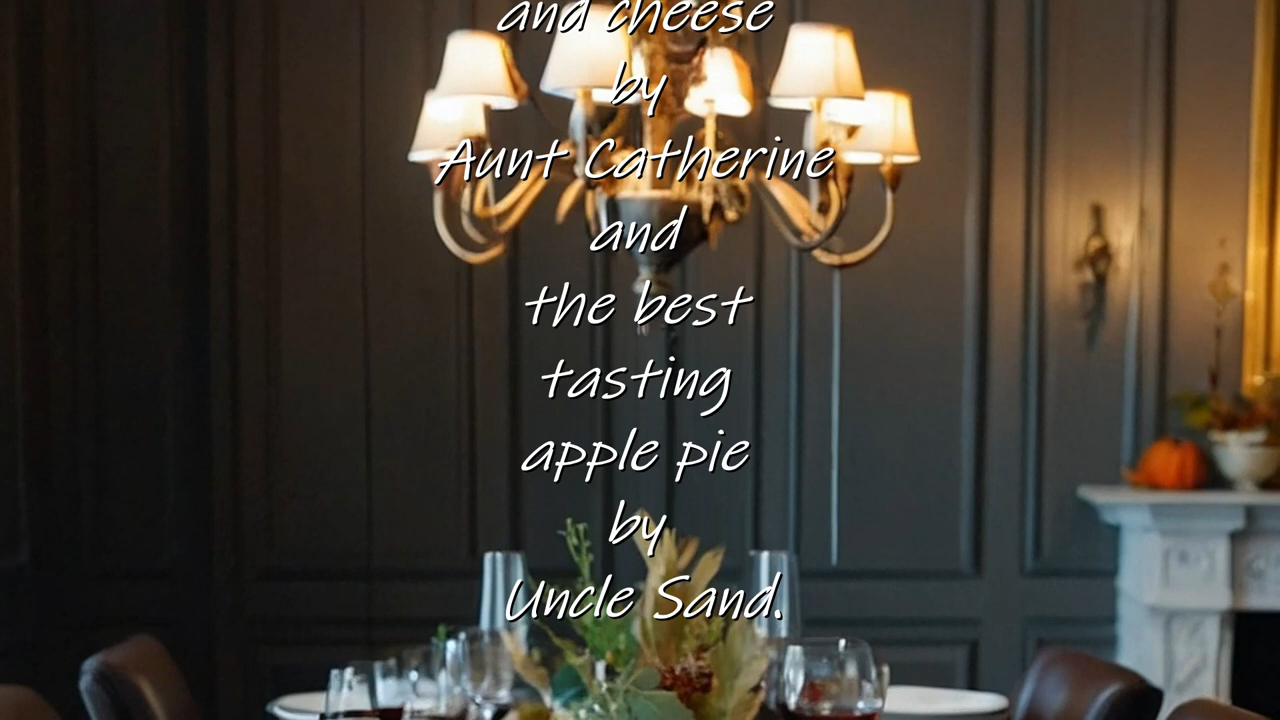 and cheese
by
Aunt Catherine
and
the best
tasting
apple pie
by
Uncle Sand.